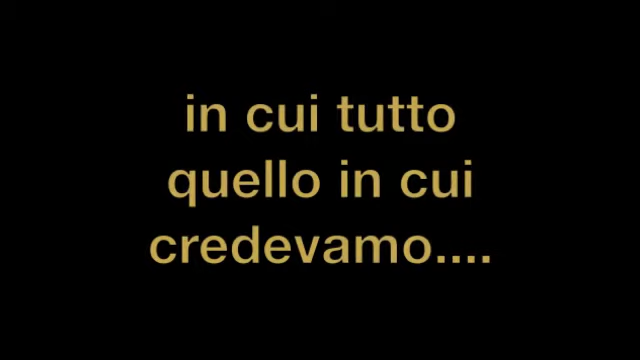 in cui tutto
quello in cui
credevamo....